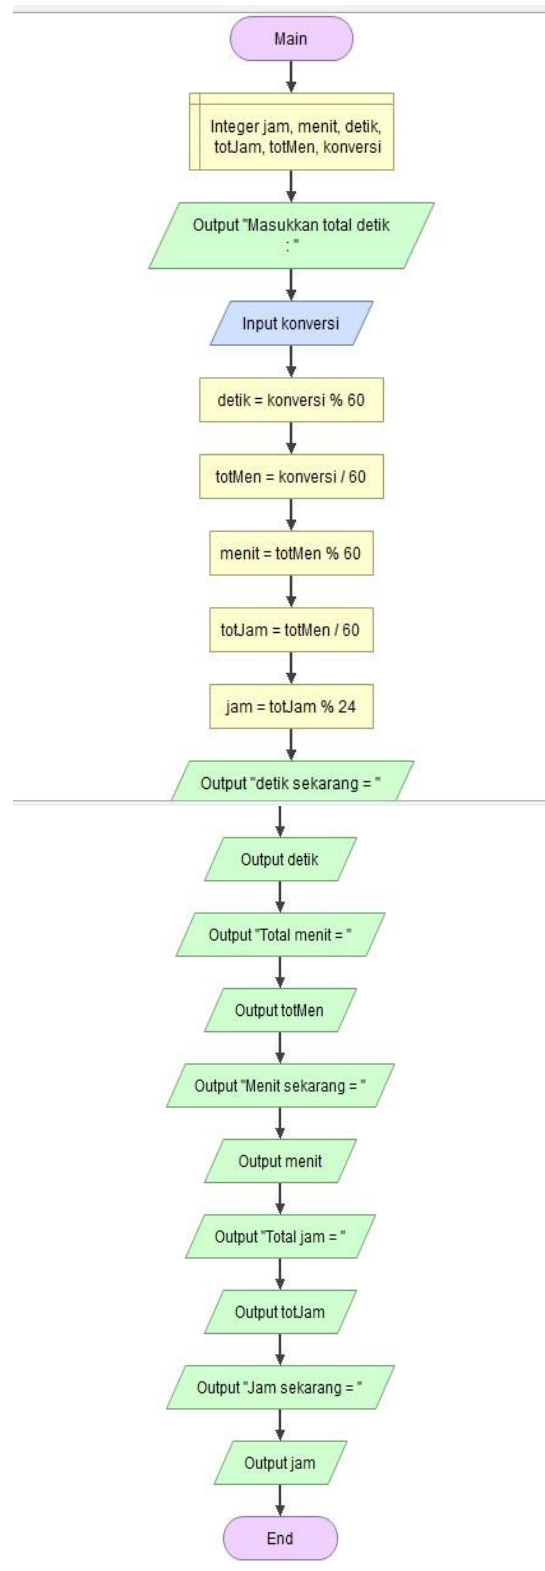 Main
Integer jam, menit, detik,
totJam, totMen, konversi
Output "Masukkan total detik
: "
Input konversi
detik = konversi % 60
totMen = konversi / 60
menit = totMen % 60
totJam = totMen / 60
jam = totJam % 24
Output "detik sekarang = "
Output detik
Output "Total menit = "
Output totMen
Output "Menit sekarang = "
Output menit
Output "Total jam = "
Output totJam
Output "Jam sekarang = "
Output jam
End